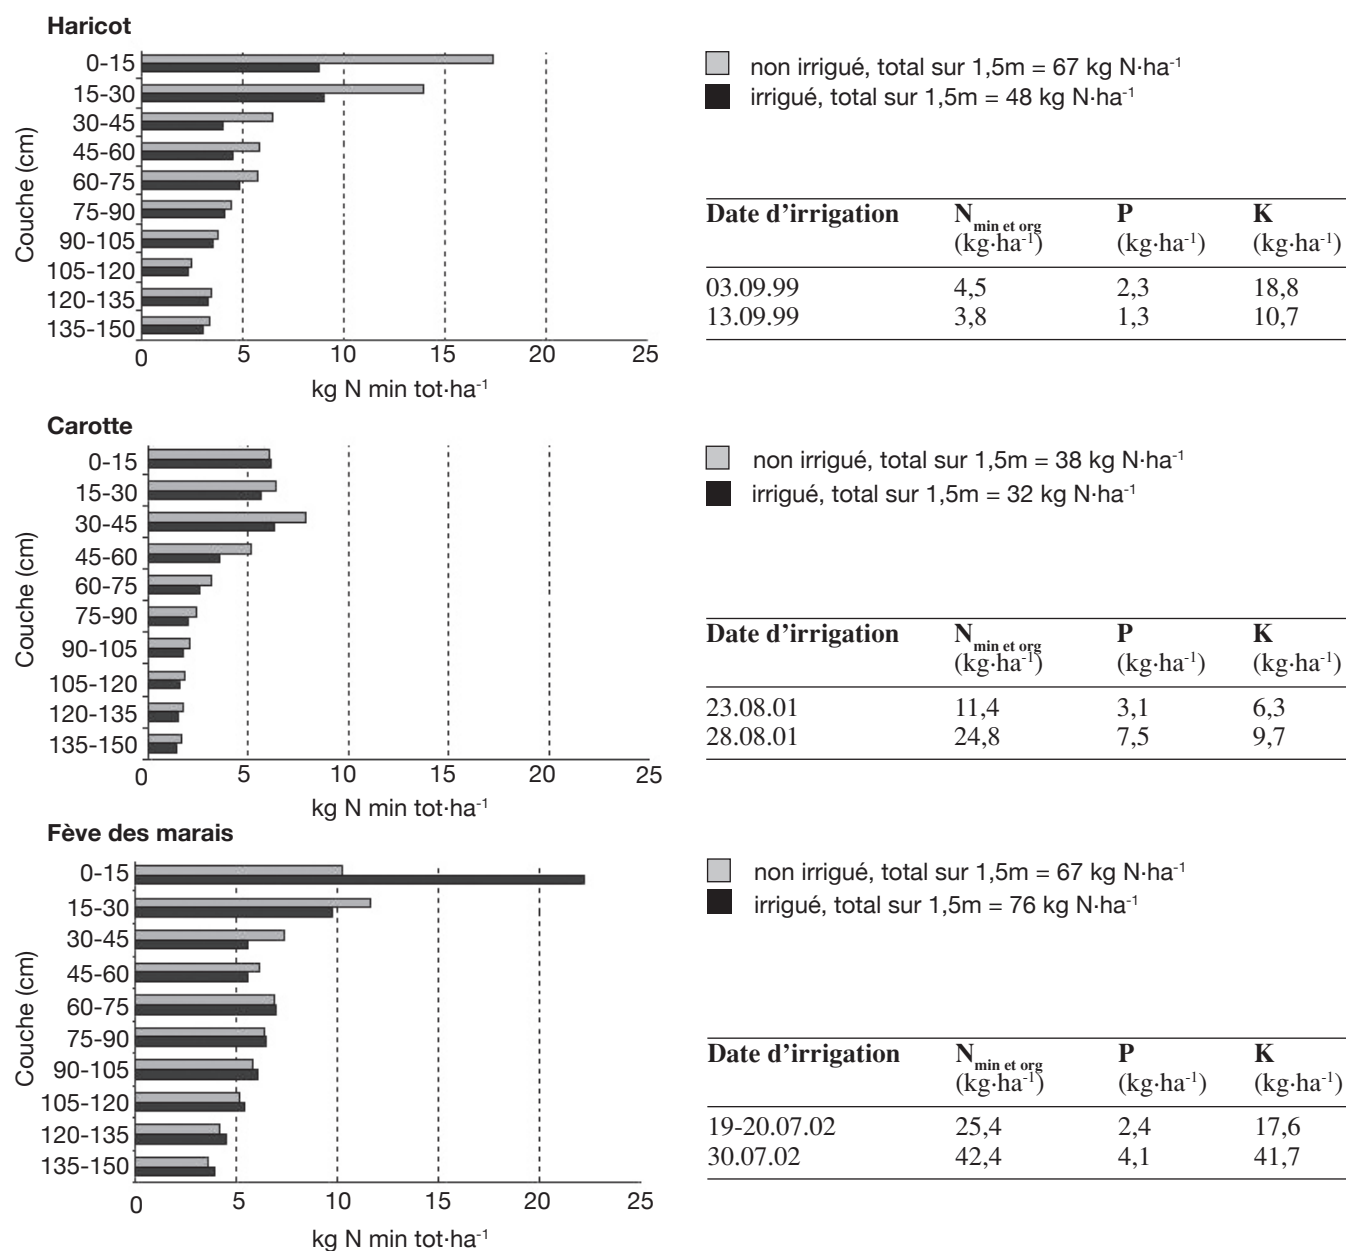 Haricot
Couche (cm)
0-15
15-30
30-45
45-60
60-75
75-90
90-105
105-120
120-135
135-150
0 5 10 15 20 25
kg N min tot·ha-1
non irrigué, total sur 1,5m = 67 kg N·ha-1
irrigué, total sur 1,5m = 48 kg N·ha-1
Date d'irrigation N min et org P K
(kg·ha-1) (kg·ha-1) (kg·ha-1)
03.09.99 4,5 2,3 18,8
13.09.99 3,8 1,3 10,7
Carotte
Couche (cm)
0-15
15-30
30-45
45-60
60-75
75-90
90-105
105-120
120-135
135-150
0 5 10 15 20 25
kg N min tot·ha-1
non irrigué, total sur 1,5m = 38 kg N·ha-1
irrigué, total sur 1,5m = 32 kg N·ha-1
Date d'irrigation N min et org P K
(kg·ha-1) (kg·ha-1) (kg·ha-1)
23.08.01 11,4 3,1 6,3
28.08.01 24,8 7,5 9,7
Fève des marais
Couche (cm)
0-15
15-30
30-45
45-60
60-75
75-90
90-105
105-120
120-135
135-150
0 5 10 15 20 25
kg N min tot·ha-1
non irrigué, total sur 1,5m = 67 kg N·ha-1
irrigué, total sur 1,5m = 76 kg N·ha-1
Date d'irrigation N min et org P K
(kg·ha-1) (kg·ha-1) (kg·ha-1)
19-20.07.02 25,4 2,4 17,6
30.07.02 42,4 4,1 41,7